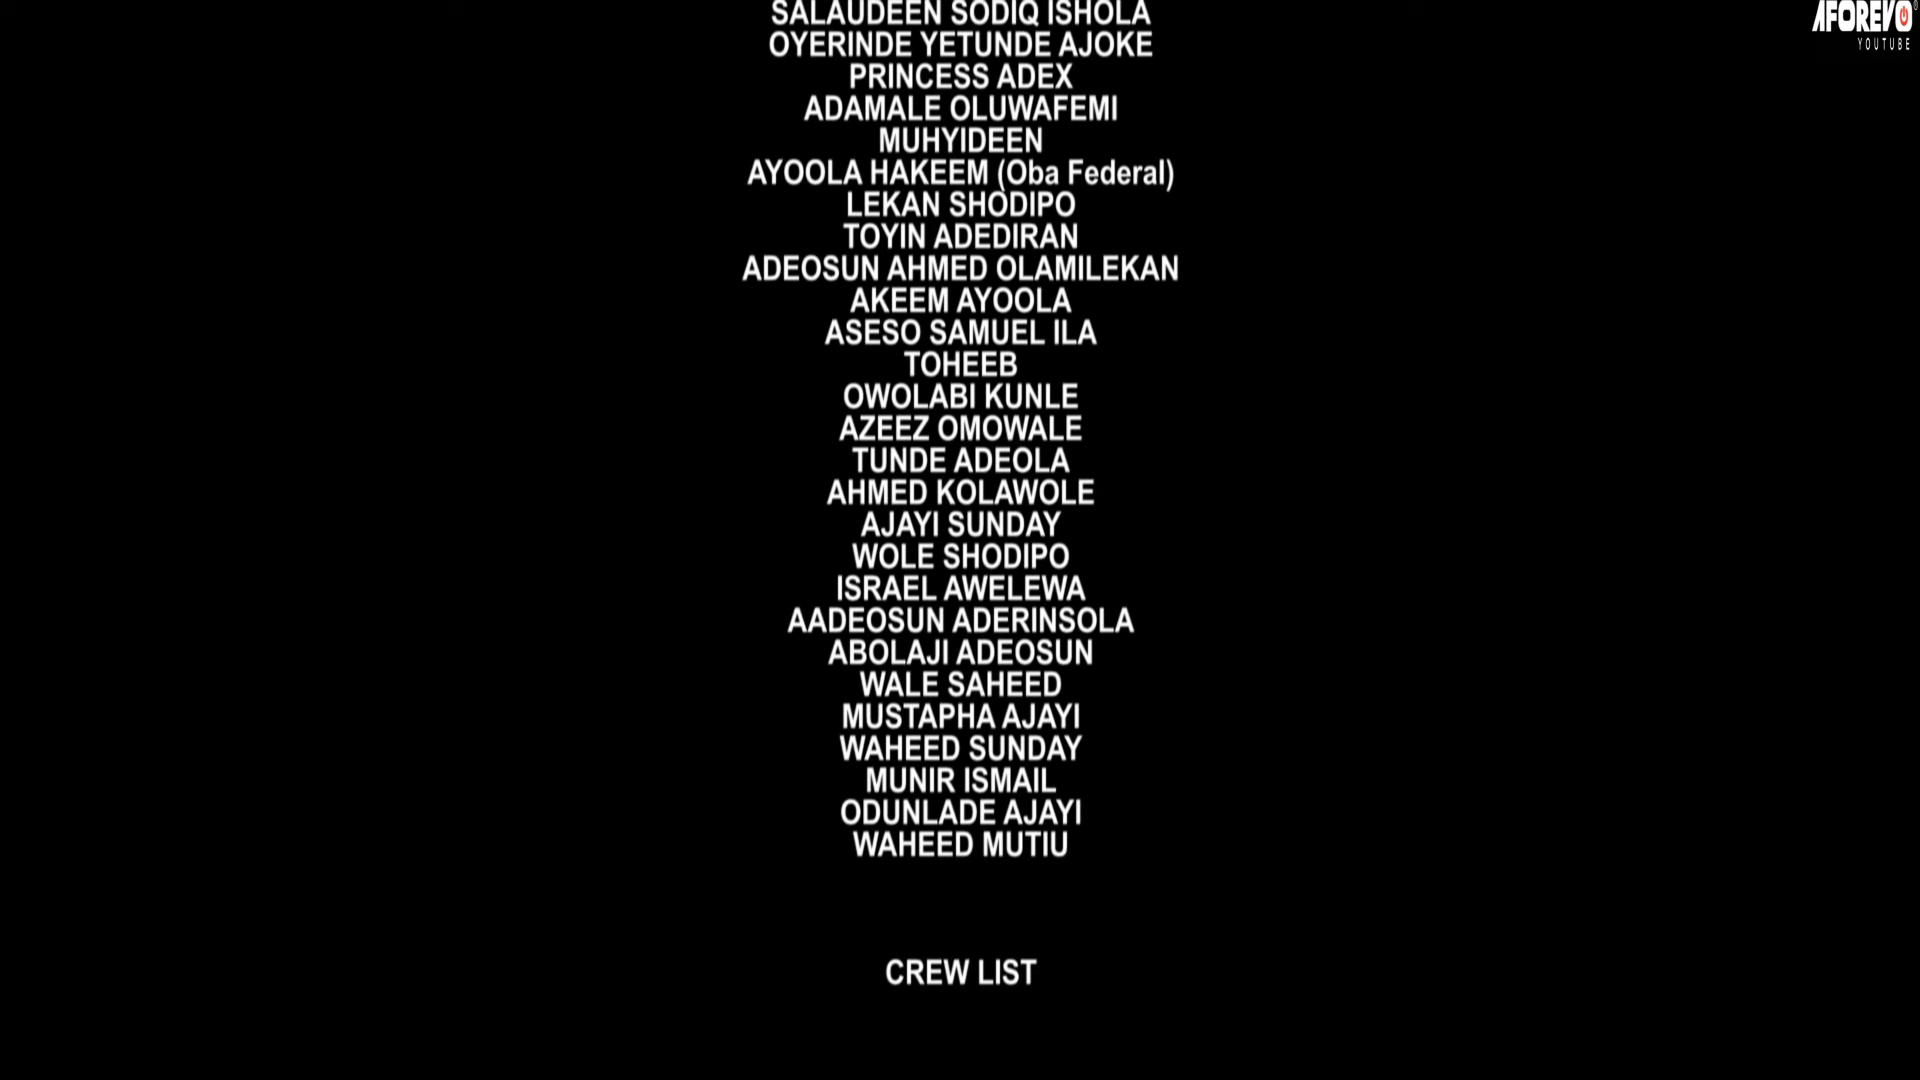 SALAUDEEN SODIQ ISHOLA
OYERINDE YETUNDE AJOKE
PRINCESS ADEX
ADAMALE OLUWAFEMI
MUHYIDEEN
AYOOLA HAKEEM (Oba Federal)
LEKAN SHODIPO
TOYIN ADEDIRAN
ADEOSUN AHMED OLAMILEKAN
AKEEM AYOOLA
ASESO SAMUEL ILA
TOHEEB
OWOLABI KUNLE
AZEEZ OMOWALE
TUNDE ADEOLA
AHMED KOLAWOLE
AJAYI SUNDAY
WOLE SHODIPO
ISRAEL AWELEWA
AADEOSUN ADERINSOLA
ABOLAJI ADEOSUN
WALE SAHEED
MUSTAPHA AJAYI
WAHEED SUNDAY
MUNIR ISMAIL
ODUNLADE AJAYI
WAHEED MUTIU
CREW LIST
AFOREVO
YOUTUBE